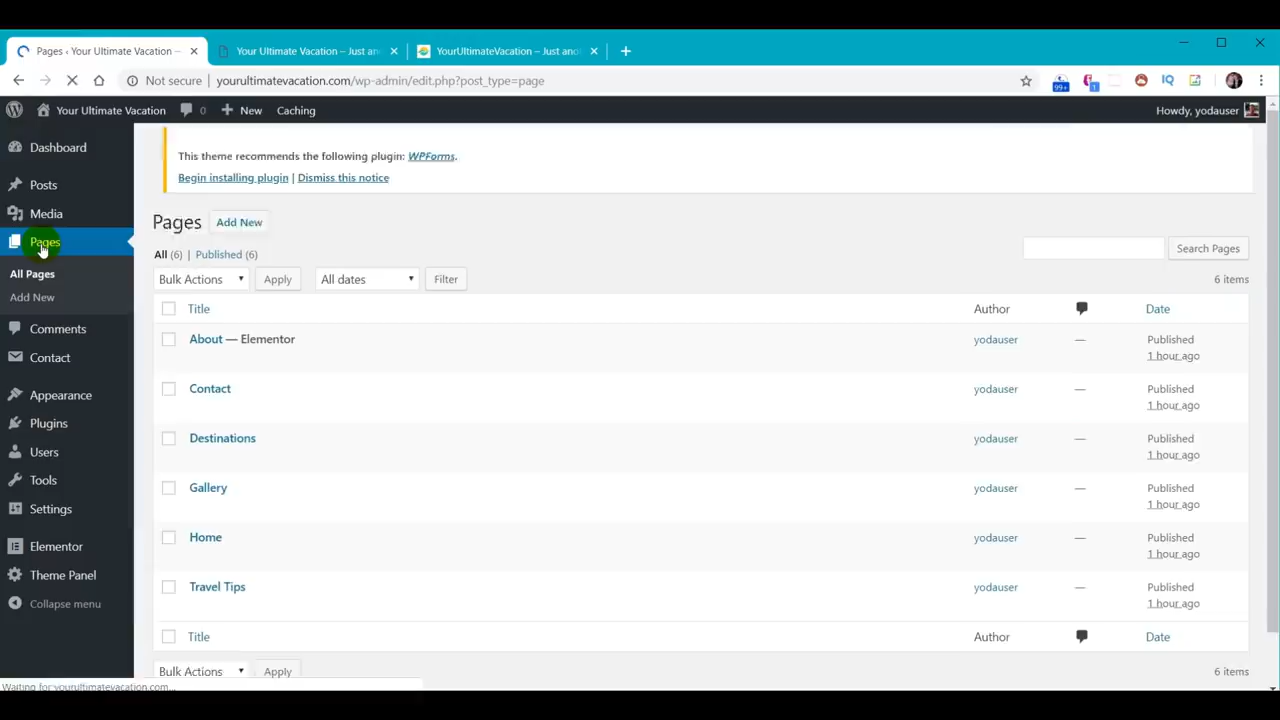 Pages ‹ Your Ultimate Vacation —
Your Ultimate Vacation – Just an
YourUltimateVacation – Just ano
Not secure | yourultimatevacation.com/wp-admin/edit.php?post_type=page
99+
1
IQ
Your Ultimate Vacation
0
New
Caching
Howdy, yodauser
Dashboard
Posts
Media
Pages
All Pages
Add New
Comments
Contact
Appearance
Plugins
Users
Tools
Settings
Elementor
Theme Panel
Collapse menu
This theme recommends the following plugin: WPForms.
Begin installing plugin | Dismiss this notice
Pages Add New
All (6) | Published (6)
Search Pages
Bulk Actions Apply All dates Filter 6 items
Title Author Date
About — Elementor yodauser — Published
1 hour ago
Contact yodauser — Published
1 hour ago
Destinations yodauser — Published
1 hour ago
Gallery yodauser — Published
1 hour ago
Home yodauser — Published
1 hour ago
Travel Tips yodauser — Published
1 hour ago
Title Author Date
Bulk Actions Apply 6 items
Waiting for yourultimatevacation.com...